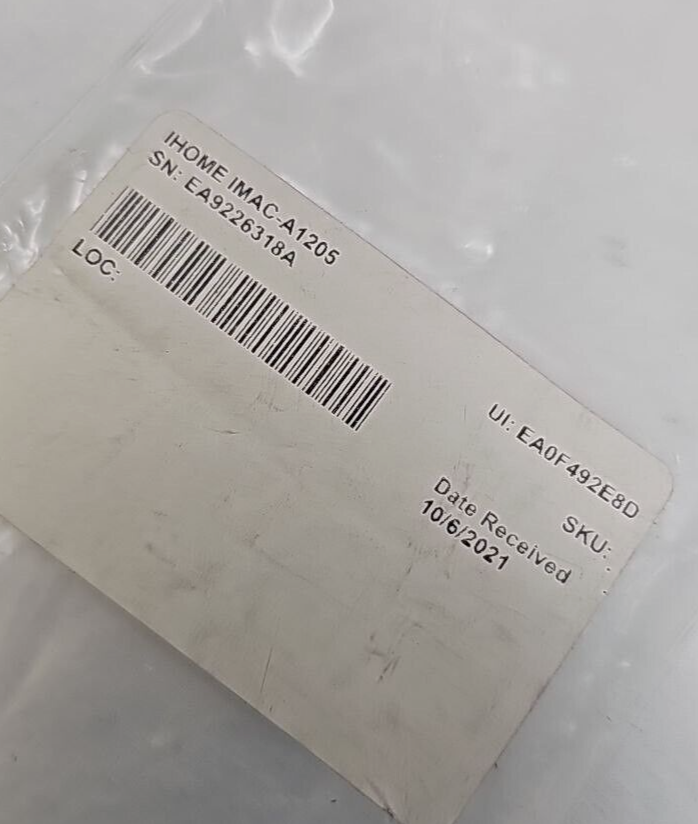 IHOME IMAC-A1205
SN: EA9226318A
LOC:
UI: EA0F492E8D
SKU:
Date Received
10/6/2021